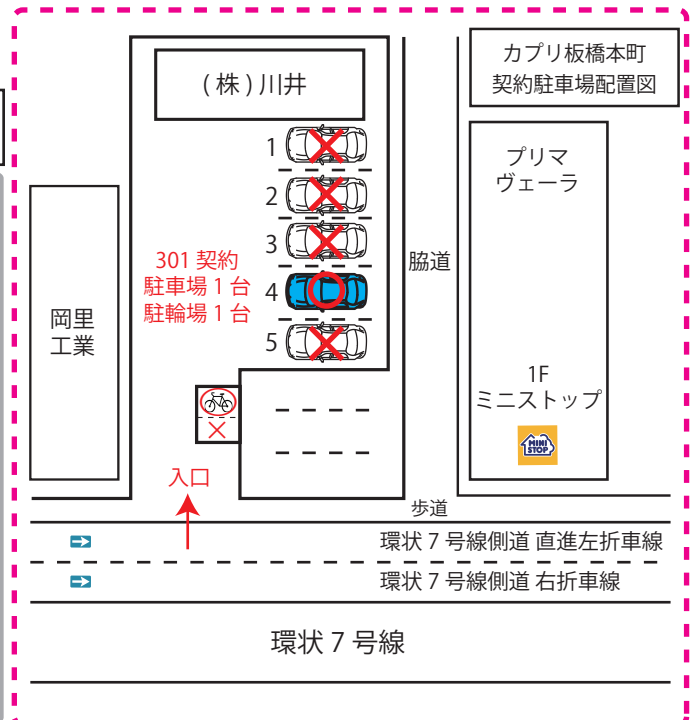 カプリ板橋本町
契約駐車場配置図
(株)川井
プリマ
ヴェーラ
1
2
3
4
5
301 契約
駐車場 1 台
駐輪場 1 台
脇道
岡里
工業
1F
ミニストップ
MINI
STOP
入口
歩道
環状 7 号線側道 直進左折車線
環状 7 号線側道 右折車線
環状 7 号線